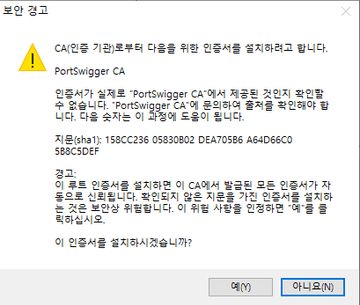 보안 경고
CA(인증 기관)로부터 다음을 위한 인증서를 설치하려고 합니다.
PortSwigger CA
인증서가 실제로 "PortSwigger CA"에서 제공된 것인지 확인할
수 없습니다. "PortSwigger CA"에 문의하여 출처를 확인해야 합
니다. 다음 숫자는 이 과정에 도움이 됩니다.
지문(sha1): 158CC236 05830B02 DEA705B6 A64D66C0
5B8C5DEF
경고:
이 루트 인증서를 설치하면 이 CA에서 발급된 모든 인증서가 자
동으로 신뢰됩니다. 확인되지 않은 지문을 가진 인증서를 설치하
는 것은 보안상 위험합니다. 이 위험 사항을 인정하면 "예"를 클
릭하십시오.
이 인증서를 설치하시겠습니까?
예(Y)
아니요(N)